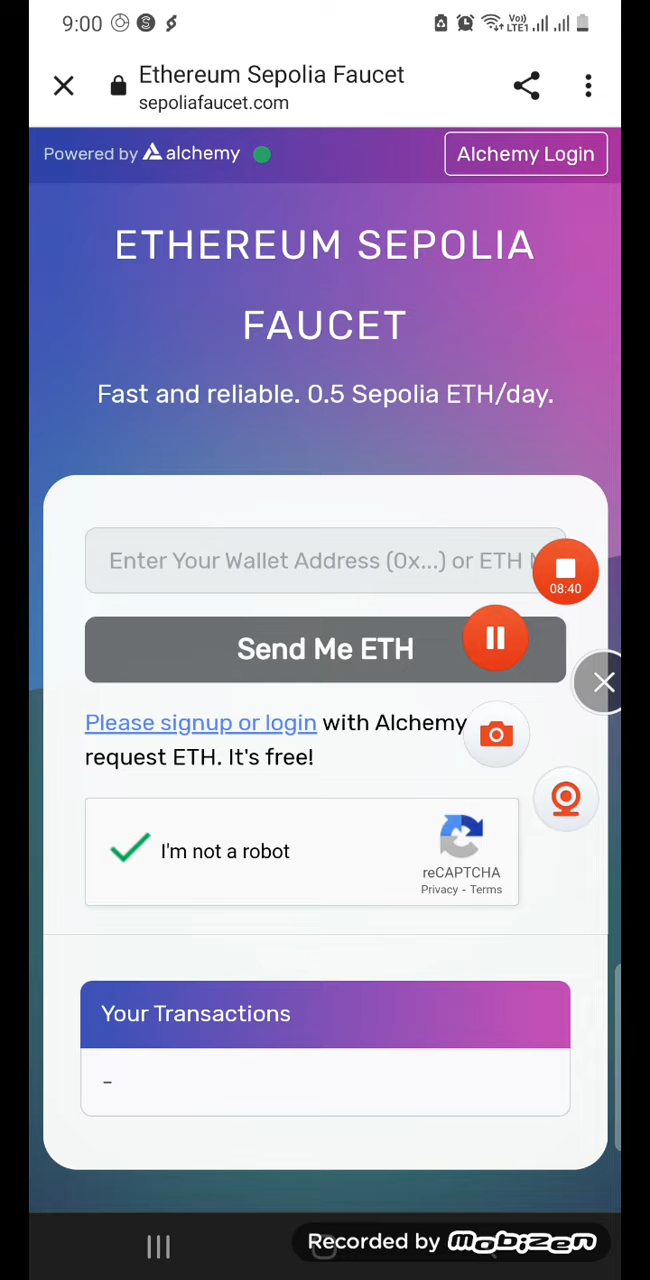 9:00
Vo))
LTE1
Ethereum Sepolia Faucet
sepoliafaucet.com
Powered by alchemy
Alchemy Login
ETHEREUM SEPOLIA
FAUCET
Fast and reliable. 0.5 Sepolia ETH/day.
Enter Your Wallet Address (0x...) or ETH
08:40
Send Me ETH
Please signup or login with Alchemy
request ETH. It's free!
I'm not a robot
reCAPTCHA
Privacy - Terms
Your Transactions
-
Recorded by mobizen